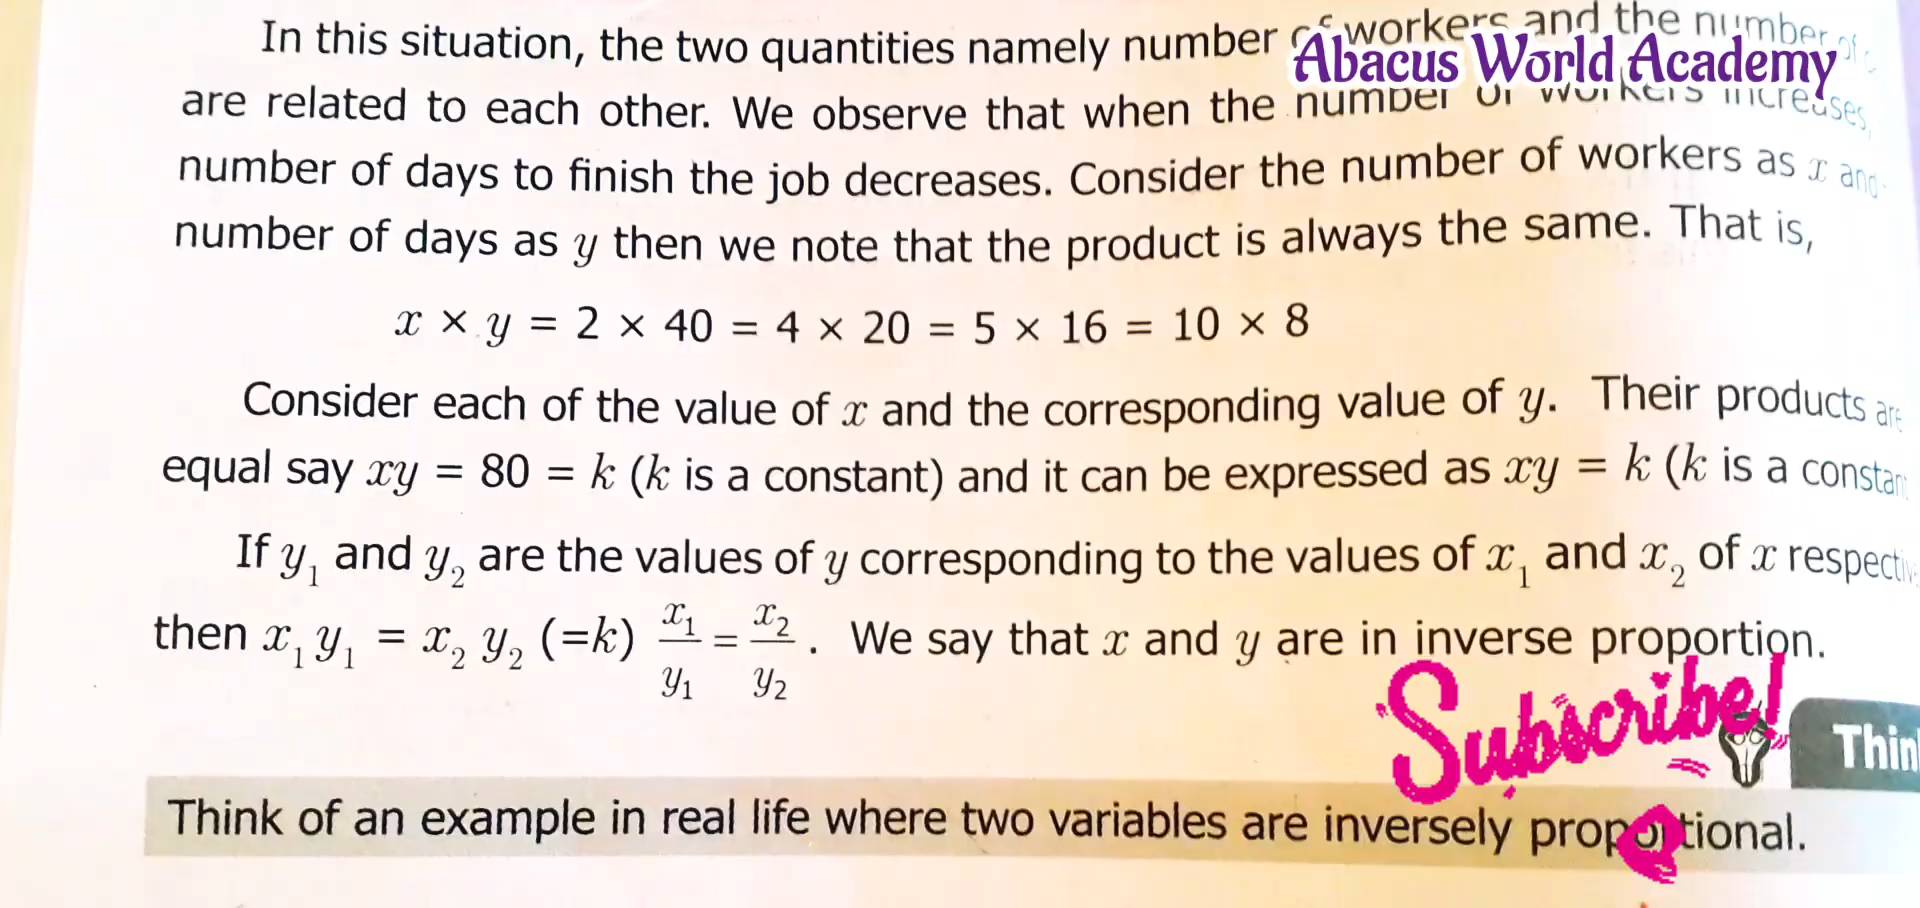 In this situation, the two quantities namely number of workers and the number of
Abacus World Academy
are related to each other. We observe that when the number of workers increases,
number of days to finish the job decreases. Consider the number of workers as x and
number of days as y then we note that the product is always the same. That is,
x × y = 2 × 40 = 4 × 20 = 5 × 16 = 10 × 8
Consider each of the value of x and the corresponding value of y. Their products are
equal say xy = 80 = k (k is a constant) and it can be expressed as xy = k (k is a constan
If y₁ and y₂ are the values of y corresponding to the values of x₁ and x₂ of x respectiv
then x₁ y₁ = x₂ y₂ (=k) x₁/y₁ = x₂/y₂ . We say that x and y are in inverse proportion.
Subscribe!
Thin
Think of an example in real life where two variables are inversely proportional.